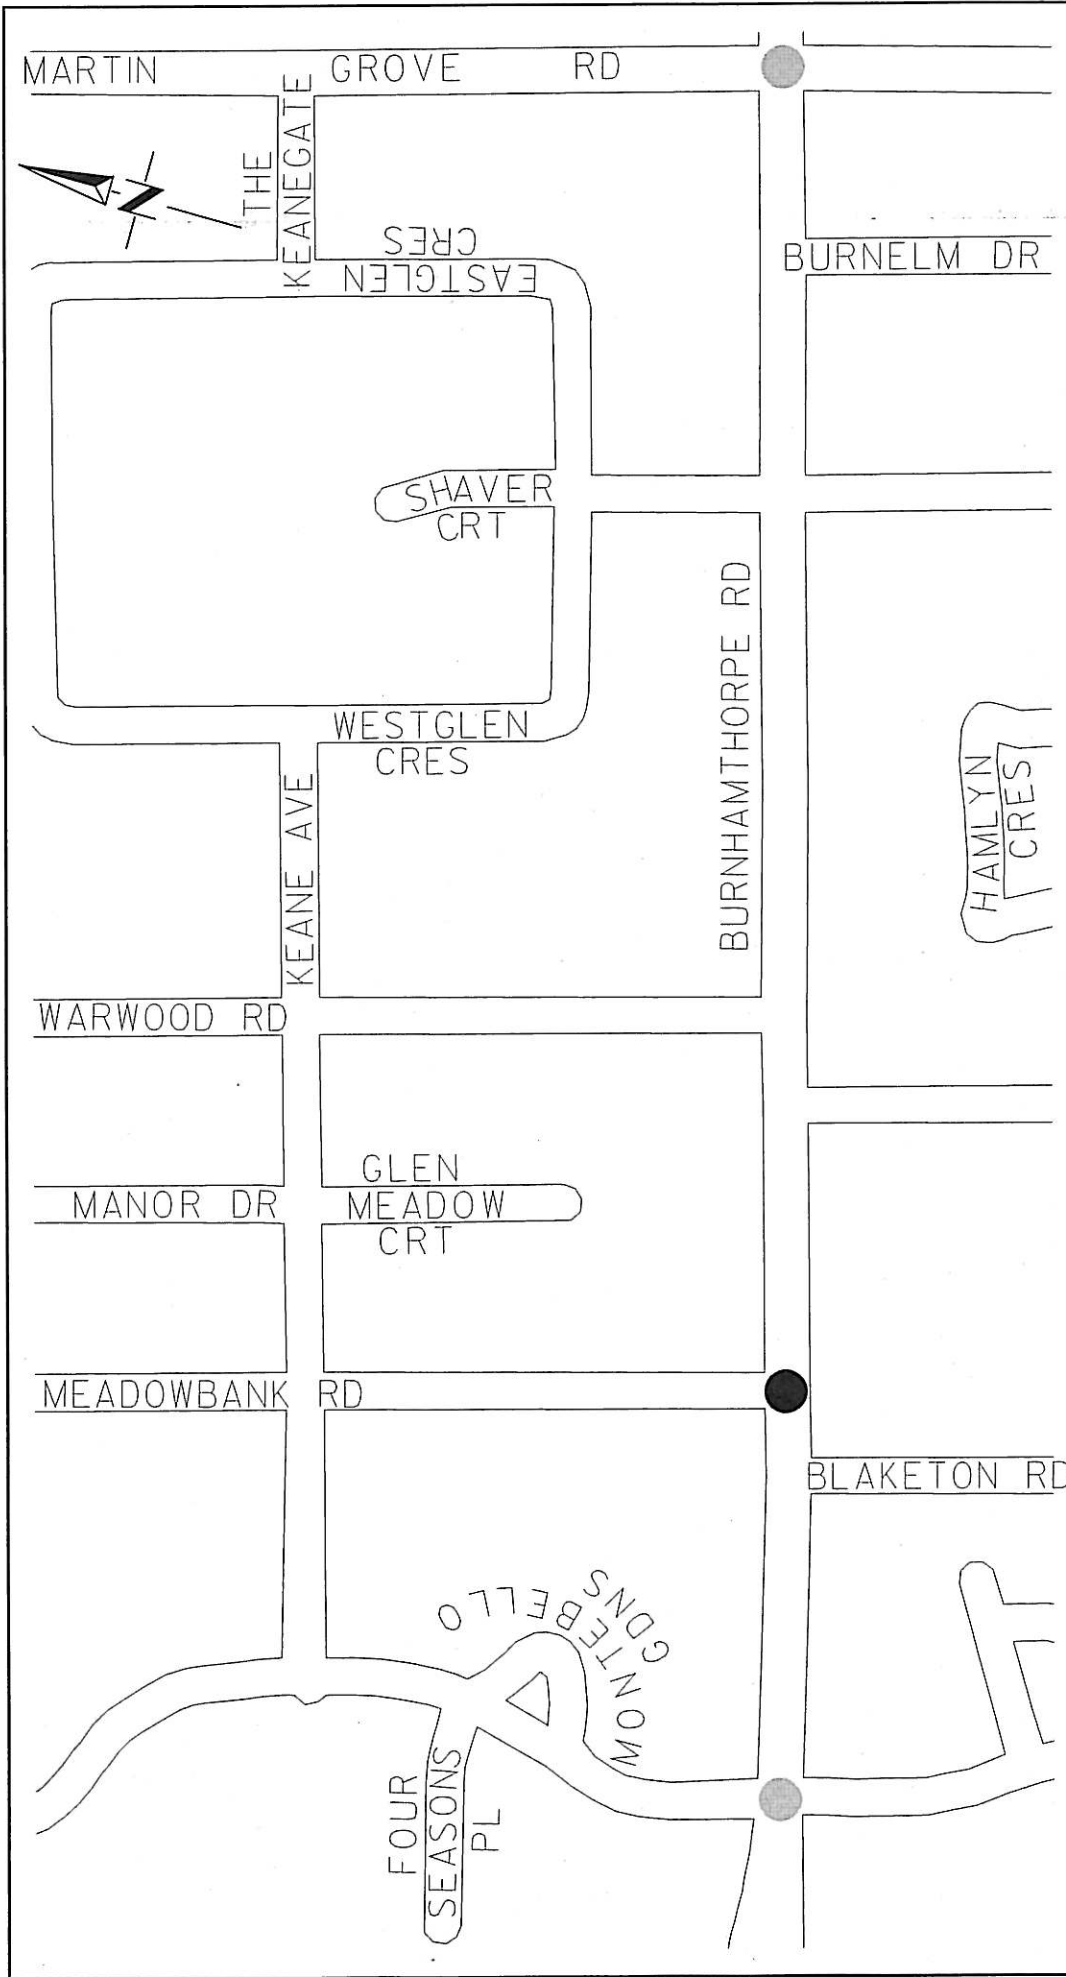 MARTIN GROVE RD
THE
KEANEGATE
N
EASTGLEN
CRES
BURNELM DR
SHAVER
CRT
BURNHAMTHORPE RD
WESTGLEN
CRES
KEANE AVE
HAMLYN
CRES
WARWOOD RD
GLEN
MEADOW
CRT
MANOR DR
MEADOWBANK RD
BLAKETON RD
MONTEBELLO
GDNS
FOUR
SEASONS
PL